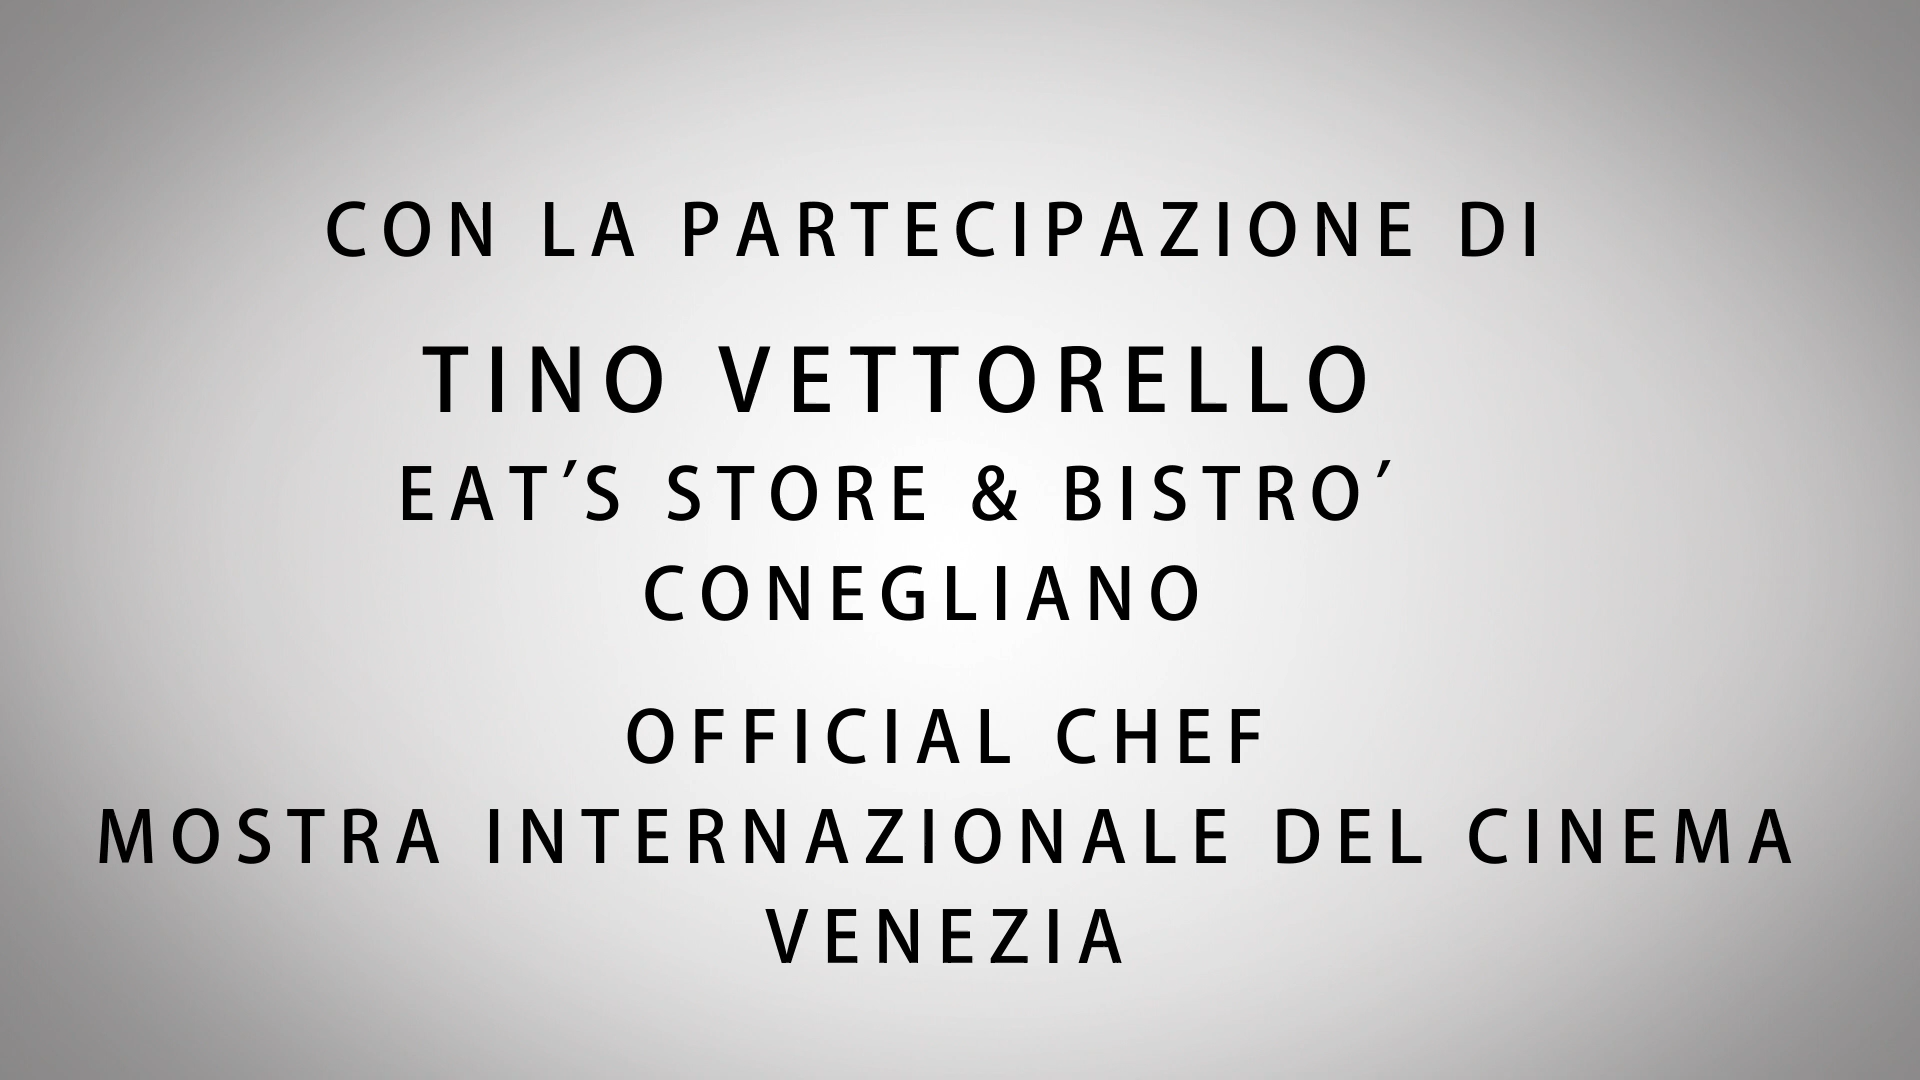 CON LA PARTECIPAZIONE DI
TINO VETTORELLO
EAT´S STORE & BISTRO´
CONEGLIANO
OFFICIAL CHEF
MOSTRA INTERNAZIONALE DEL CINEMA
VENEZIA